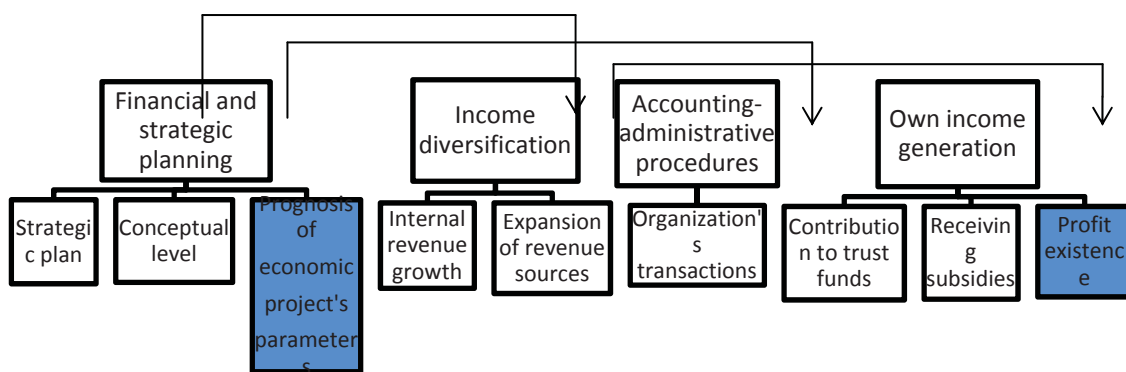 Financial and
strategic
planning
Income
diversification
Accounting-
administrative
procedures
Own income
generation
Strategi
c plan
Conceptual
level
Prognosis
of
economic
project's
parameter
s
Internal
revenue
growth
Expansion
of revenue
sources
Organization'
s
transactions
Contributio
n to trust
funds
Receivin
g
subsidies
Profit
existenc
e